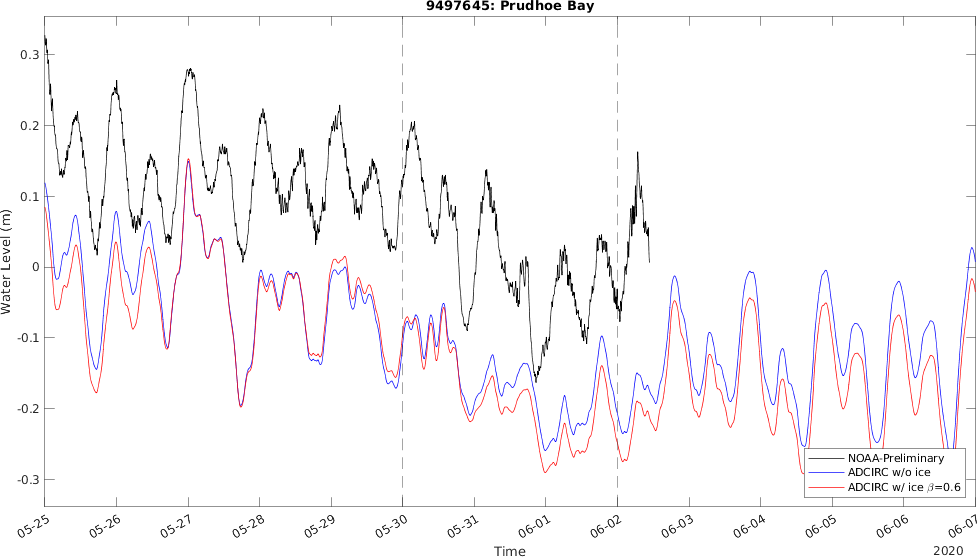 9497645: Prudhoe Bay
Water Level (m)
0.3
0.2
0.1
0
-0.1
-0.2
-0.3
NOAA-Preliminary
ADCIRC w/o ice
ADCIRC w/ ice β=0.6
05-25 05-26 05-27 05-28 05-29 05-30 05-31 06-01 06-02 06-03 06-04 06-05 06-06 06-07
Time
2020